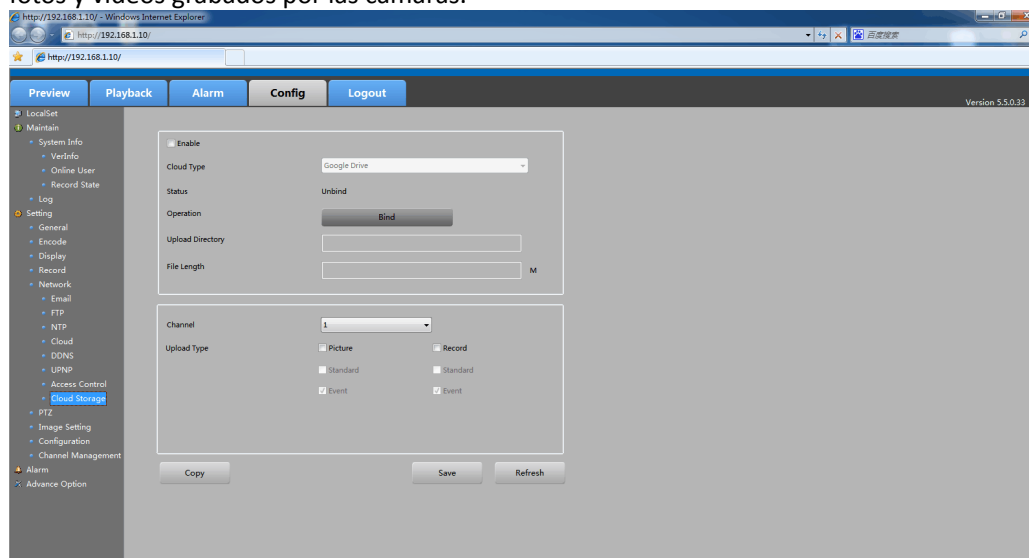 fotos y videos grabados por las cámaras.
http://192.168.1.10/ - Windows Internet Explorer
http://192.168.1.10/
百度搜索
http://192.168.1.10/
Preview Playback Alarm Config Logout
Version 5.5.0.33
LocalSet
Maintain
System Info
VerInfo
Online User
Record State
Log
Setting
General
Encode
Display
Record
Network
Email
FTP
NTP
Cloud
DDNS
UPNP
Access Control
Cloud Storage
PTZ
Image Setting
Configuration
Channel Management
Alarm
Advance Option
Enable
Cloud Type Google Drive
Status Unbind
Operation Bind
Upload Directory
File Length M
Channel 1
Upload Type Picture Record
Standard Standard
Event Event
Copy Save Refresh